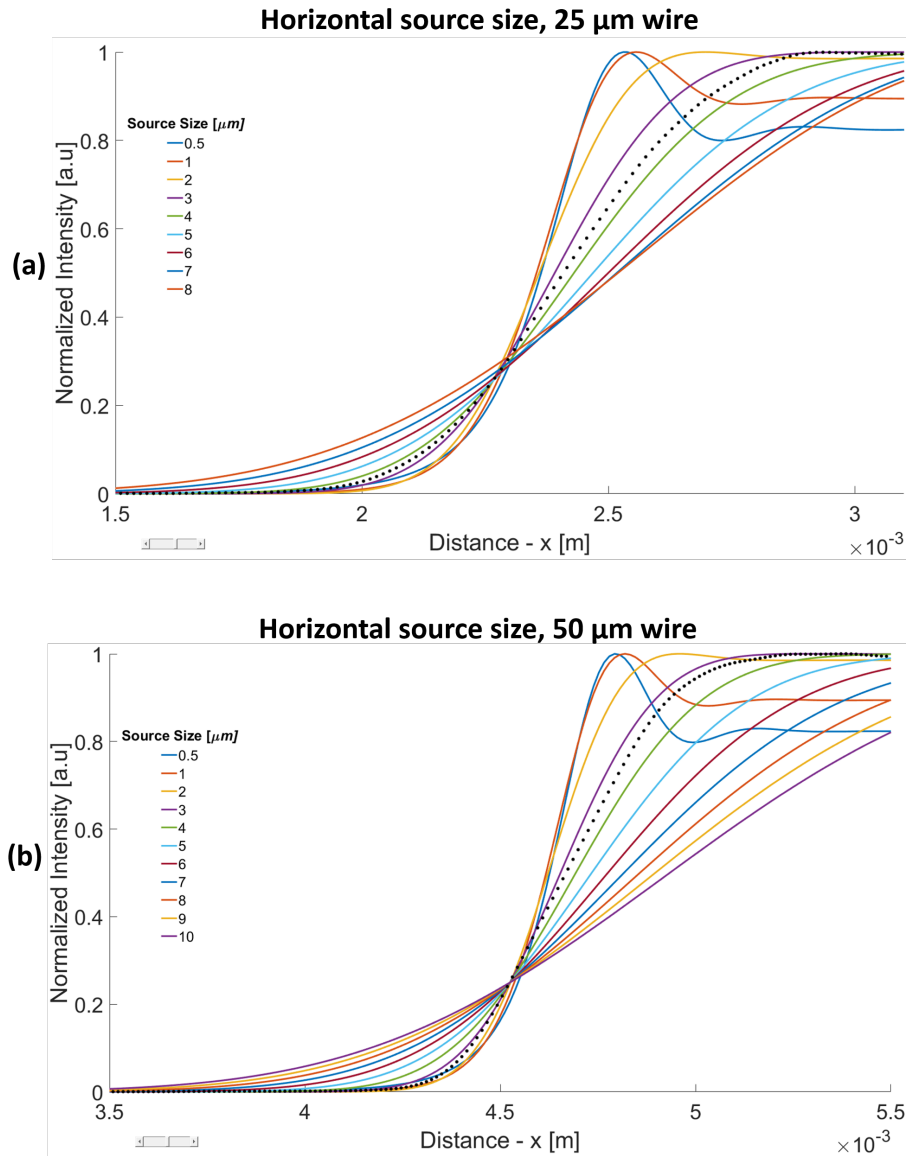 Horizontal source size, 25 μm wire
(a)
Normalized Intensity [a.u]
1
0.8
0.6
0.4
0.2
0
Source Size [μm]
0.5
1
2
3
4
5
6
7
8
1.5 2 2.5 3
Distance - x [m]
×10⁻³
Horizontal source size, 50 μm wire
(b)
Normalized Intensity [a.u]
1
0.8
0.6
0.4
0.2
0
Source Size [μm]
0.5
1
2
3
4
5
6
7
8
9
10
3.5 4 4.5 5 5.5
Distance - x [m]
×10⁻³